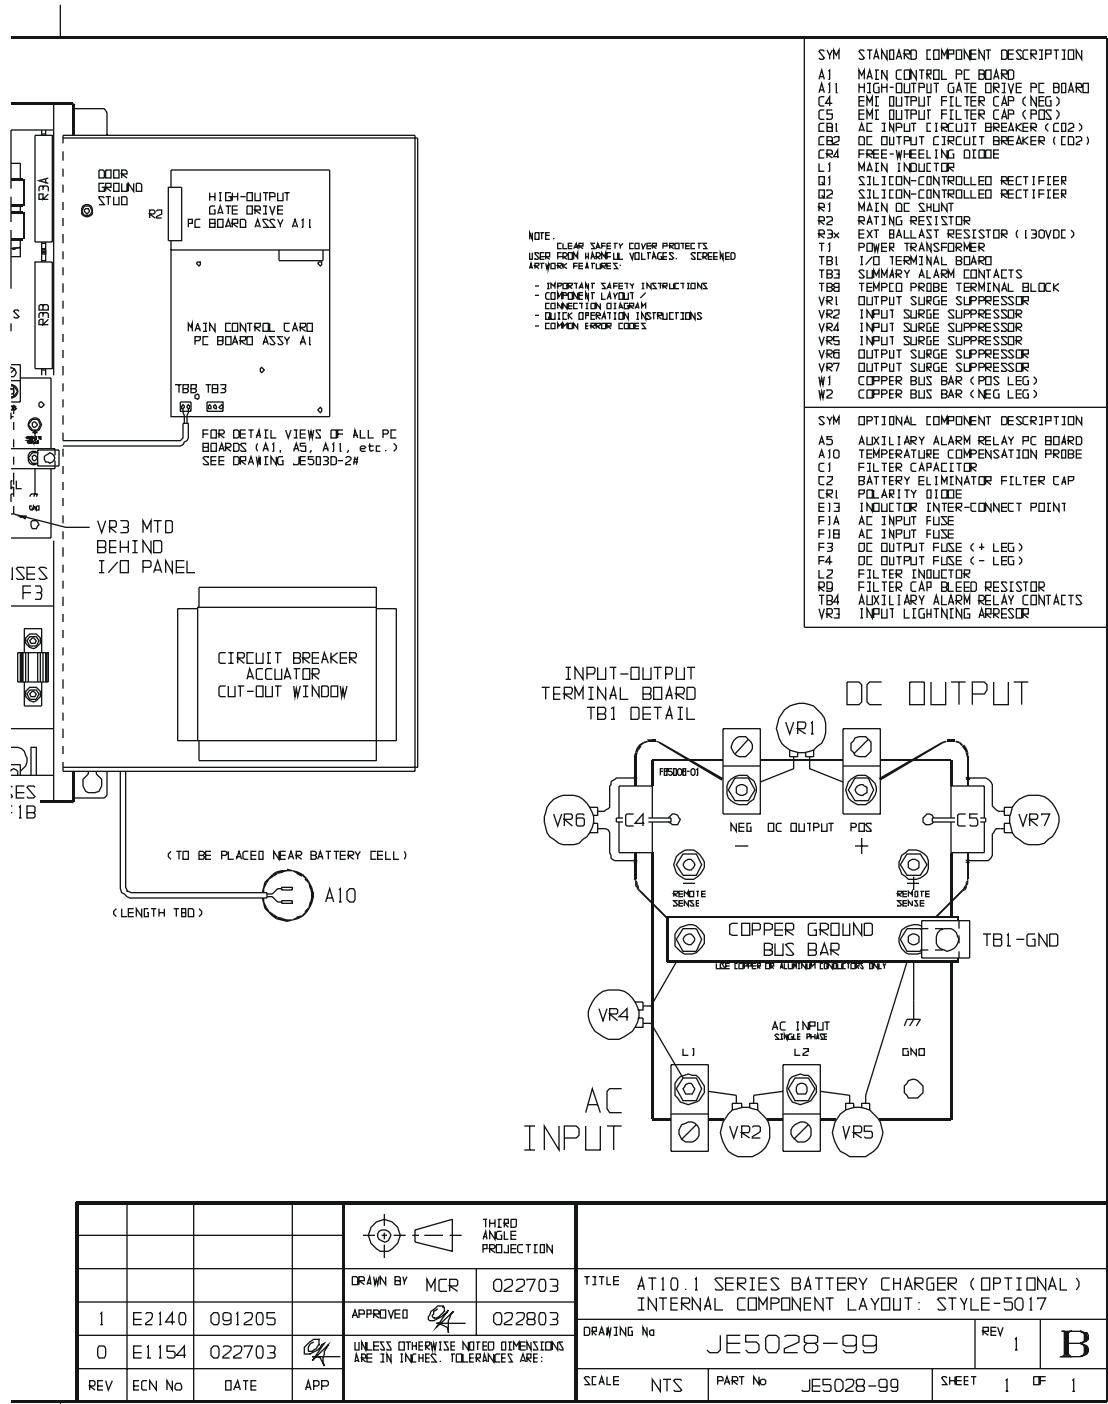 SYM STANDARD COMPONENT DESCRIPTION
A1 MAIN CONTROL PC BOARD
A11 HIGH-OUTPUT GATE DRIVE PC BOARD
C4 EMI OUTPUT FILTER CAP (NEG)
C5 EMI OUTPUT FILTER CAP (POS)
CB1 AC INPUT CIRCUIT BREAKER (CD2)
CB2 DC OUTPUT CIRCUIT BREAKER (CD2)
CR4 FREE-WHEELING DIODE
L1 MAIN INDUCTOR
Q1 SILICON-CONTROLLED RECTIFIER
Q2 SILICON-CONTROLLED RECTIFIER
R1 MAIN DC SHUNT
R2 RATING RESISTOR
R3x EXT BALLAST RESISTOR (130VDC)
T1 POWER TRANSFORMER
TB1 I/O TERMINAL BOARD
TB3 SUMMARY ALARM CONTACTS
TB8 TEMPCO PROBE TERMINAL BLOCK
VR1 OUTPUT SURGE SUPPRESSOR
VR2 INPUT SURGE SUPPRESSOR
VR4 INPUT SURGE SUPPRESSOR
VR5 INPUT SURGE SUPPRESSOR
VR6 OUTPUT SURGE SUPPRESSOR
VR7 OUTPUT SURGE SUPPRESSOR
W1 COPPER BUS BAR (POS LEG)
W2 COPPER BUS BAR (NEG LEG)
SYM OPTIONAL COMPONENT DESCRIPTION
A5 AUXILIARY ALARM RELAY PC BOARD
A10 TEMPERATURE COMPENSATION PROBE
C1 FILTER CAPACITOR
C2 BATTERY ELIMINATOR FILTER CAP
CR1 POLARITY DIODE
E13 INDUCTOR INTER-CONNECT POINT
F1A AC INPUT FUSE
F1B AC INPUT FUSE
F3 DC OUTPUT FUSE (+ LEG)
F4 DC OUTPUT FUSE (- LEG)
L2 FILTER INDUCTOR
RB FILTER CAP BLEED RESISTOR
TB4 AUXILIARY ALARM RELAY CONTACTS
VR3 INPUT LIGHTNING ARRESOR
R3A
R3B
S
DOOR
GROUND
STUD
R2
HIGH-OUTPUT
GATE DRIVE
PC BOARD ASSY A11
MAIN CONTROL CARD
PC BOARD ASSY A1
TB8 TB3
FOR DETAIL VIEWS OF ALL PC
BOARDS (A1, A5, A11, etc.)
SEE DRAWING JE5030-2#
NOTE:
CLEAR SAFETY COVER PROTECTS
USER FROM HARMFUL VOLTAGES. SCREENED
ARTWORK FEATURES:
- IMPORTANT SAFETY INSTRUCTIONS
- COMPONENT LAYOUT /
CONNECTION DIAGRAM
- QUICK OPERATION INSTRUCTIONS
- COMMON ERROR CODES
EL
VR3 MTD
BEHIND
I/O PANEL
USES
F3
CIRCUIT BREAKER
ACCUATOR
CUT-OUT WINDOW
SES
F1B
(TO BE PLACED NEAR BATTERY CELL)
A10
(LENGTH TBD)
INPUT-OUTPUT
TERMINAL BOARD
TB1 DETAIL
DC OUTPUT
VR1
FB5008-01
VR6
C4
NEG DC OUTPUT POS
- +
C5
VR7
- +
REMOTE
SENSE
REMOTE
SENSE
COPPER GROUND
BUS BAR
TB1-GND
USE COPPER OR ALUMINUM CONDUCTORS ONLY
VR4
AC INPUT
SINGLE PHASE
L1 L2 GND
AC
INPUT
VR2
VR5
THIRD
ANGLE
PROJECTION
DRAWN BY MCR 022703
APPROVED 022803
UNLESS OTHERWISE NOTED DIMENSIONS
ARE IN INCHES. TOLERANCES ARE:
1 E2140 091205
0 E1154 022703
REV ECN No DATE APP
TITLE AT10.1 SERIES BATTERY CHARGER (OPTIONAL)
INTERNAL COMPONENT LAYOUT: STYLE-5017
DRAWING No JE5028-99 REV 1 B
SCALE NTS PART No JE5028-99 SHEET 1 OF 1